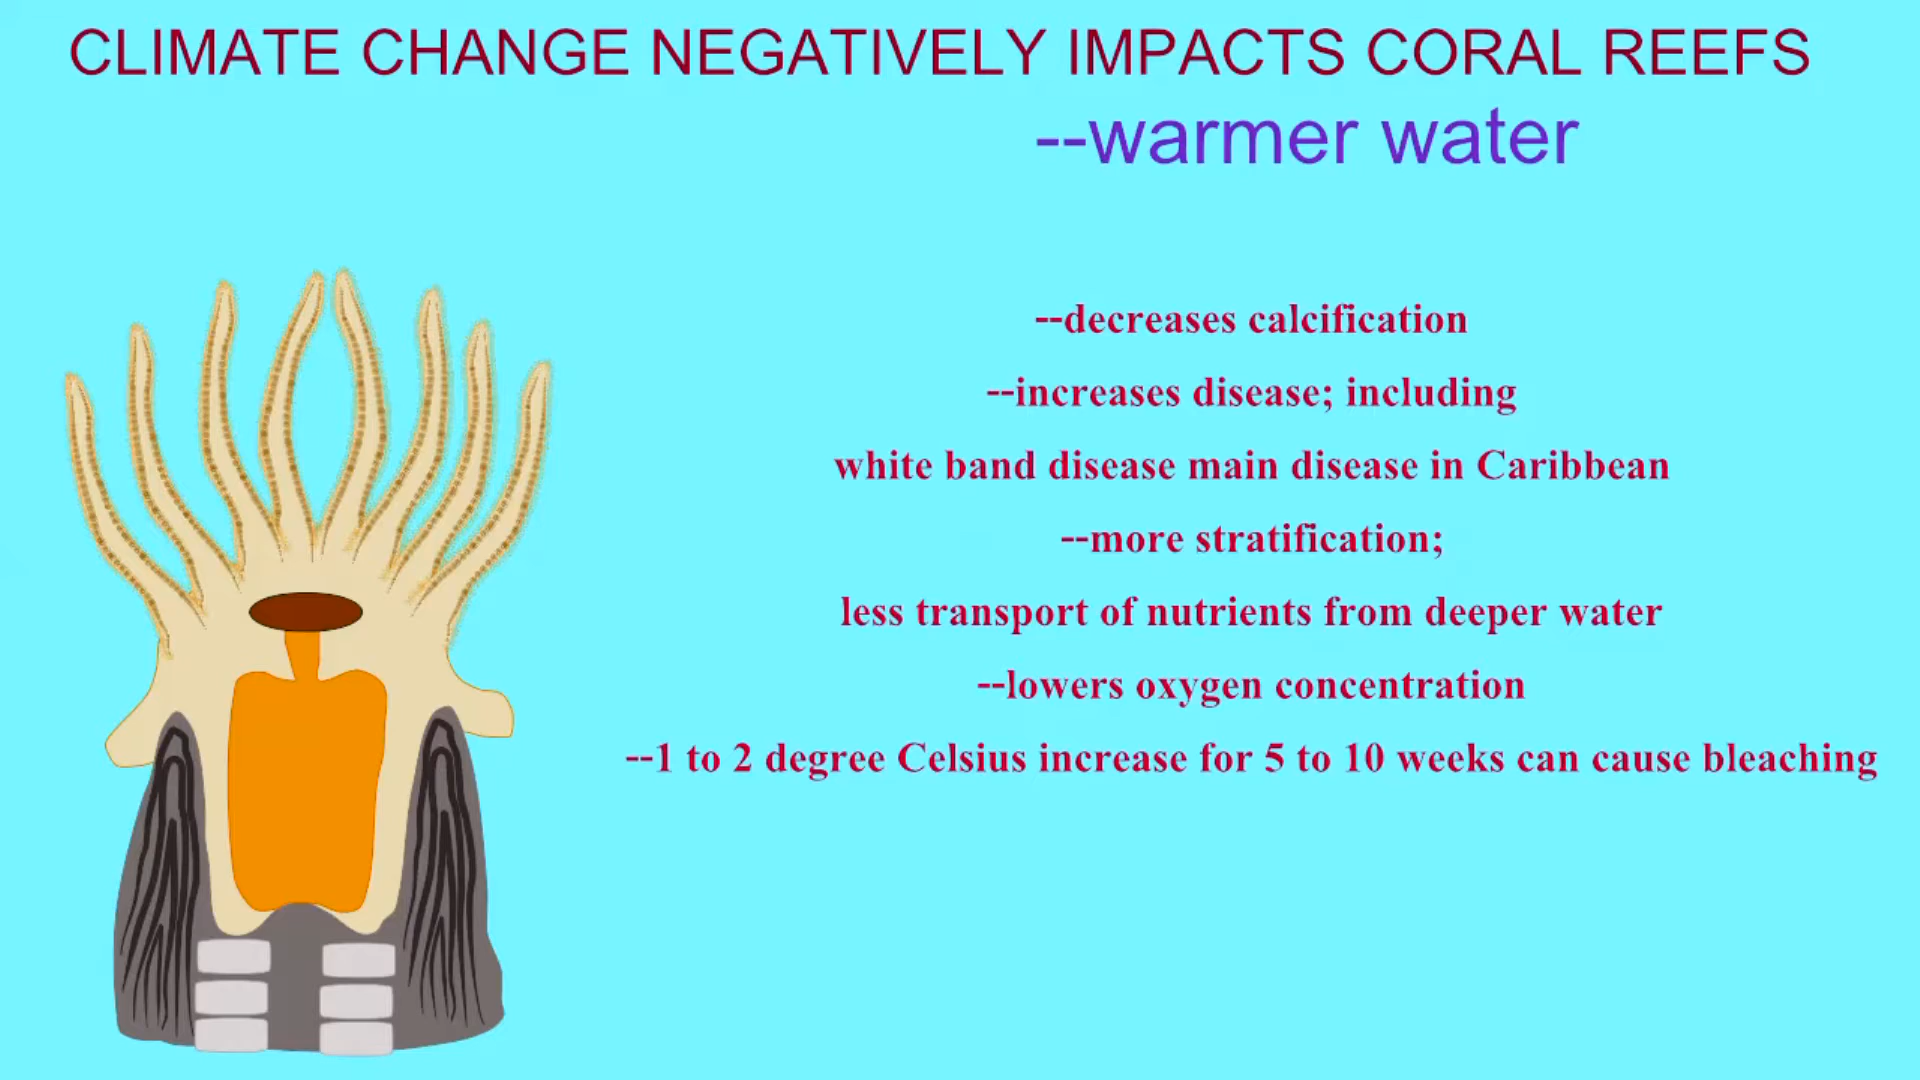 CLIMATE CHANGE NEGATIVELY IMPACTS CORAL REEFS
--warmer water
--decreases calcification
--increases disease; including
white band disease main disease in Caribbean
--more stratification;
less transport of nutrients from deeper water
--lowers oxygen concentration
--1 to 2 degree Celsius increase for 5 to 10 weeks can cause bleaching